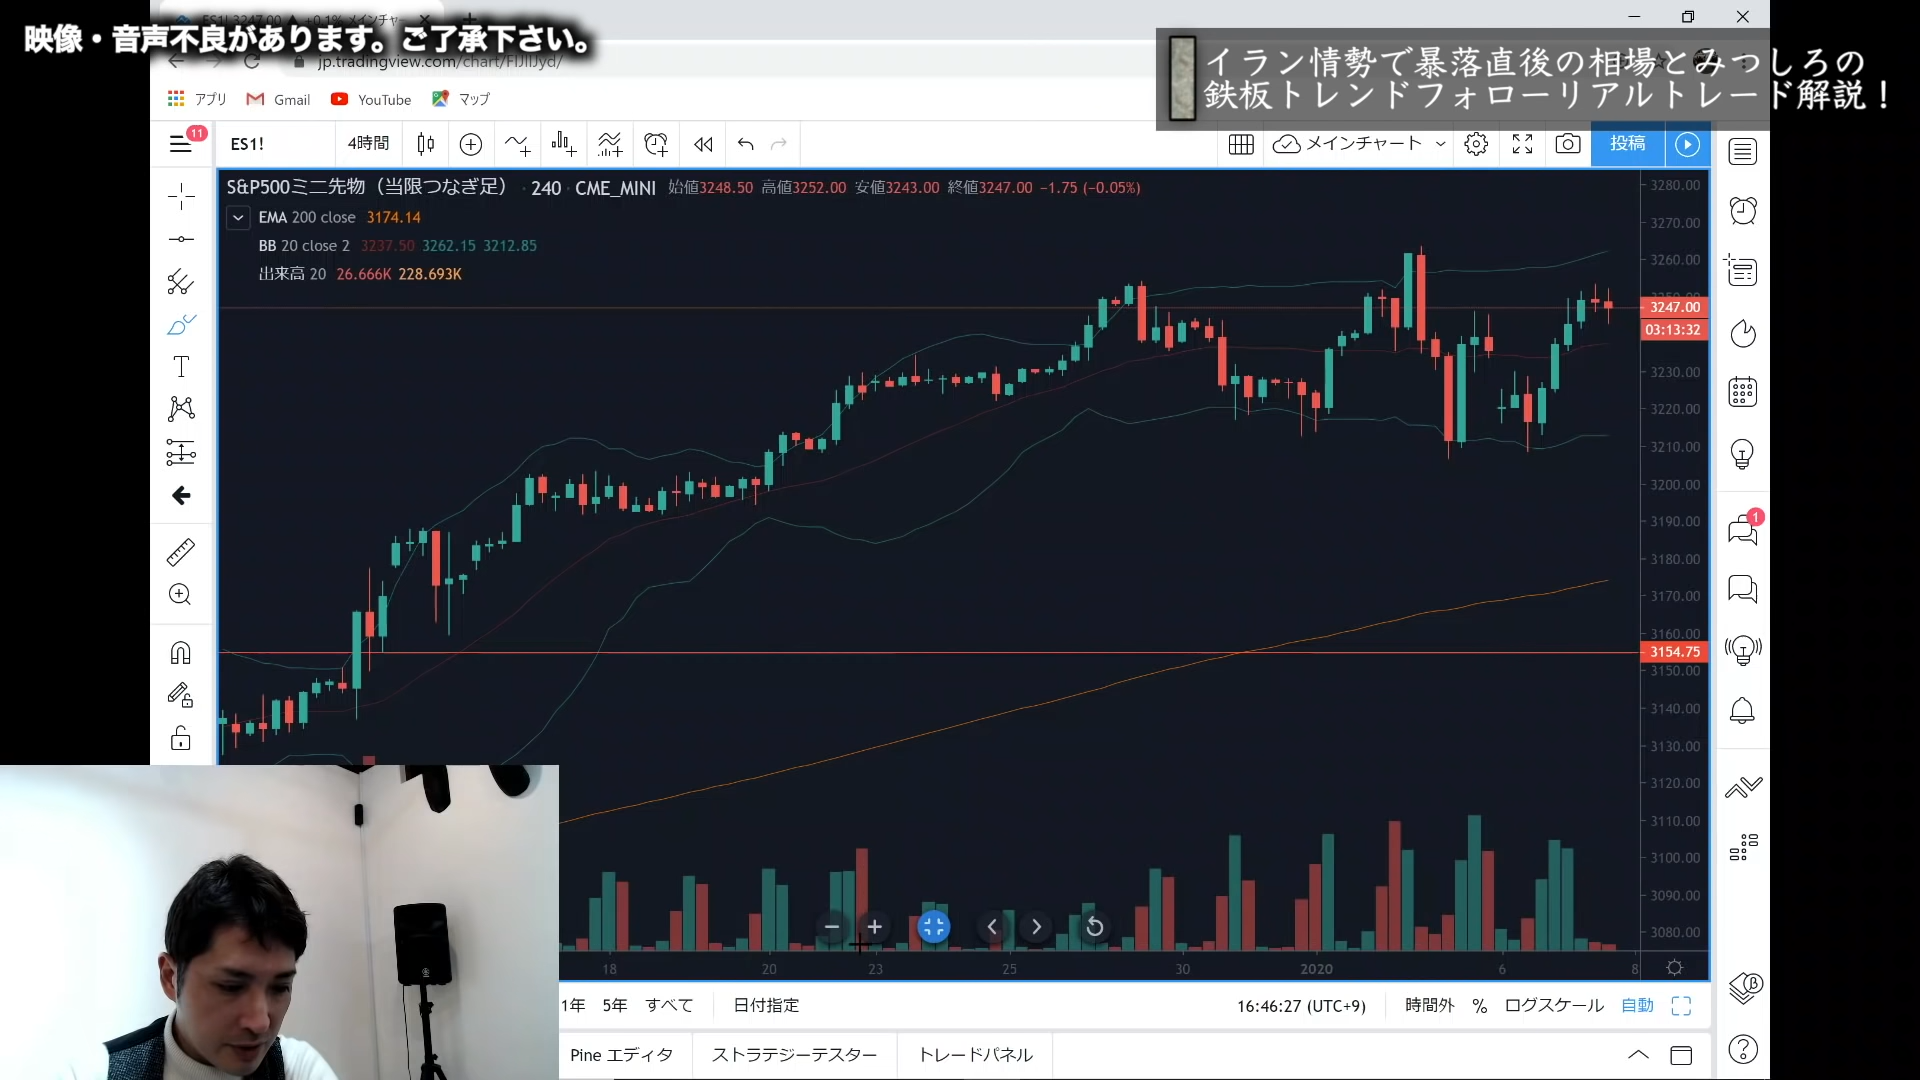 映像・音声不良があります。ご了承下さい。
イラン情勢で暴落直後の相場とみつしろの
鉄板トレンドフォローリアルトレード解説！
jp.tradingview.com/chart/
アプリ Gmail YouTube マップ
11
ES1! 4時間 メインチャート 投稿
S&P500ミニ先物（当限つなぎ足） · 240 · CME_MINI 始値3248.50 高値3252.00 安値3243.00 終値3247.00 −1.75 (−0.05%)
EMA 200 close 3174.14
BB 20 close 2 3237.50 3262.15 3212.85
出来高 20 26.666K 228.693K
3280.00
3270.00
3260.00
3247.00
03:13:32
3230.00
3220.00
3210.00
3200.00
3190.00
3180.00
3170.00
3160.00
3154.75
3150.00
3140.00
3130.00
3120.00
3110.00
3100.00
3090.00
3080.00
1
18 20 23 25 30 2020 6 8
1年 5年 すべて 日付指定 16:46:27 (UTC+9) 時間外 % ログスケール 自動
Pine エディタ ストラテジーテスター トレードパネル